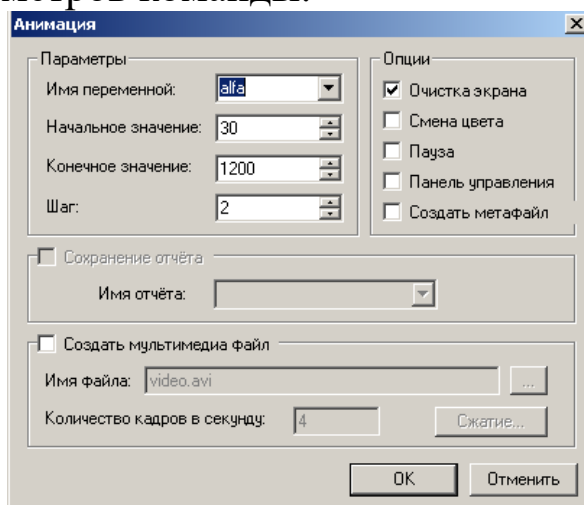 метров команды.
Анимация
Параметры
Имя переменной: alfa
Начальное значение: 30
Конечное значение: 1200
Шаг: 2
Опции
Очистка экрана
Смена цвета
Пауза
Панель управления
Создать метафайл
Сохранение отчёта
Имя отчёта:
Создать мультимедиа файл
Имя файла: video.avi ...
Количество кадров в секунду: 4 Сжатие...
OK Отменить